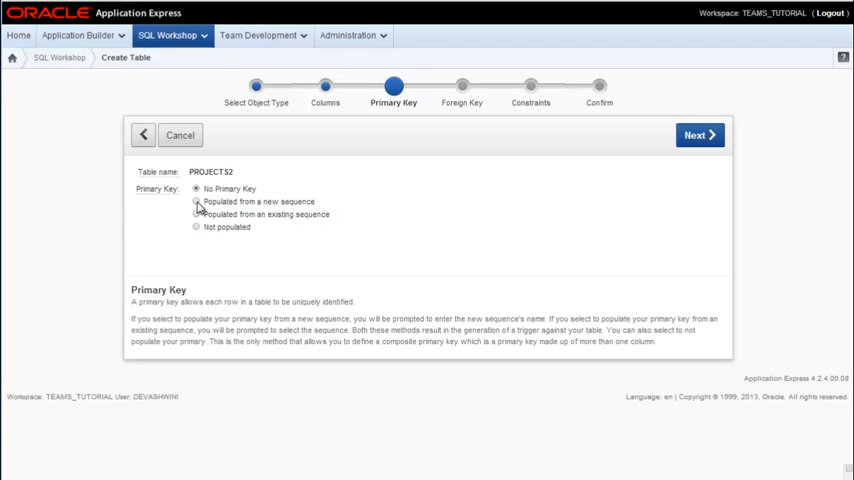 ORACLE Application Express
Workspace: TEAMS_TUTORIAL ( Logout )
Home Application Builder SQL Workshop Team Development Administration
SQL Workshop Create Table ?
Select Object Type Columns Primary Key Foreign Key Constraints Confirm
Cancel Next
Table name: PROJECTS2
Primary Key: No Primary Key
Populated from a new sequence
Populated from an existing sequence
Not populated
Primary Key
A primary key allows each row in a table to be uniquely identified.
If you select to populate your primary key from a new sequence, you will be prompted to enter the new sequence's name. If you select to populate your primary key from an
existing sequence, you will be prompted to select the sequence. Both these methods result in the generation of a trigger against your table. You can also select to not
populate your primary. This is the only method that allows you to define a composite primary key which is a primary key made up of more than one column.
Application Express 4.2.4.00.08
Workspace: TEAMS_TUTORIAL User: DEVASHWINI Language: en | Copyright © 1999, 2013, Oracle. All rights reserved.